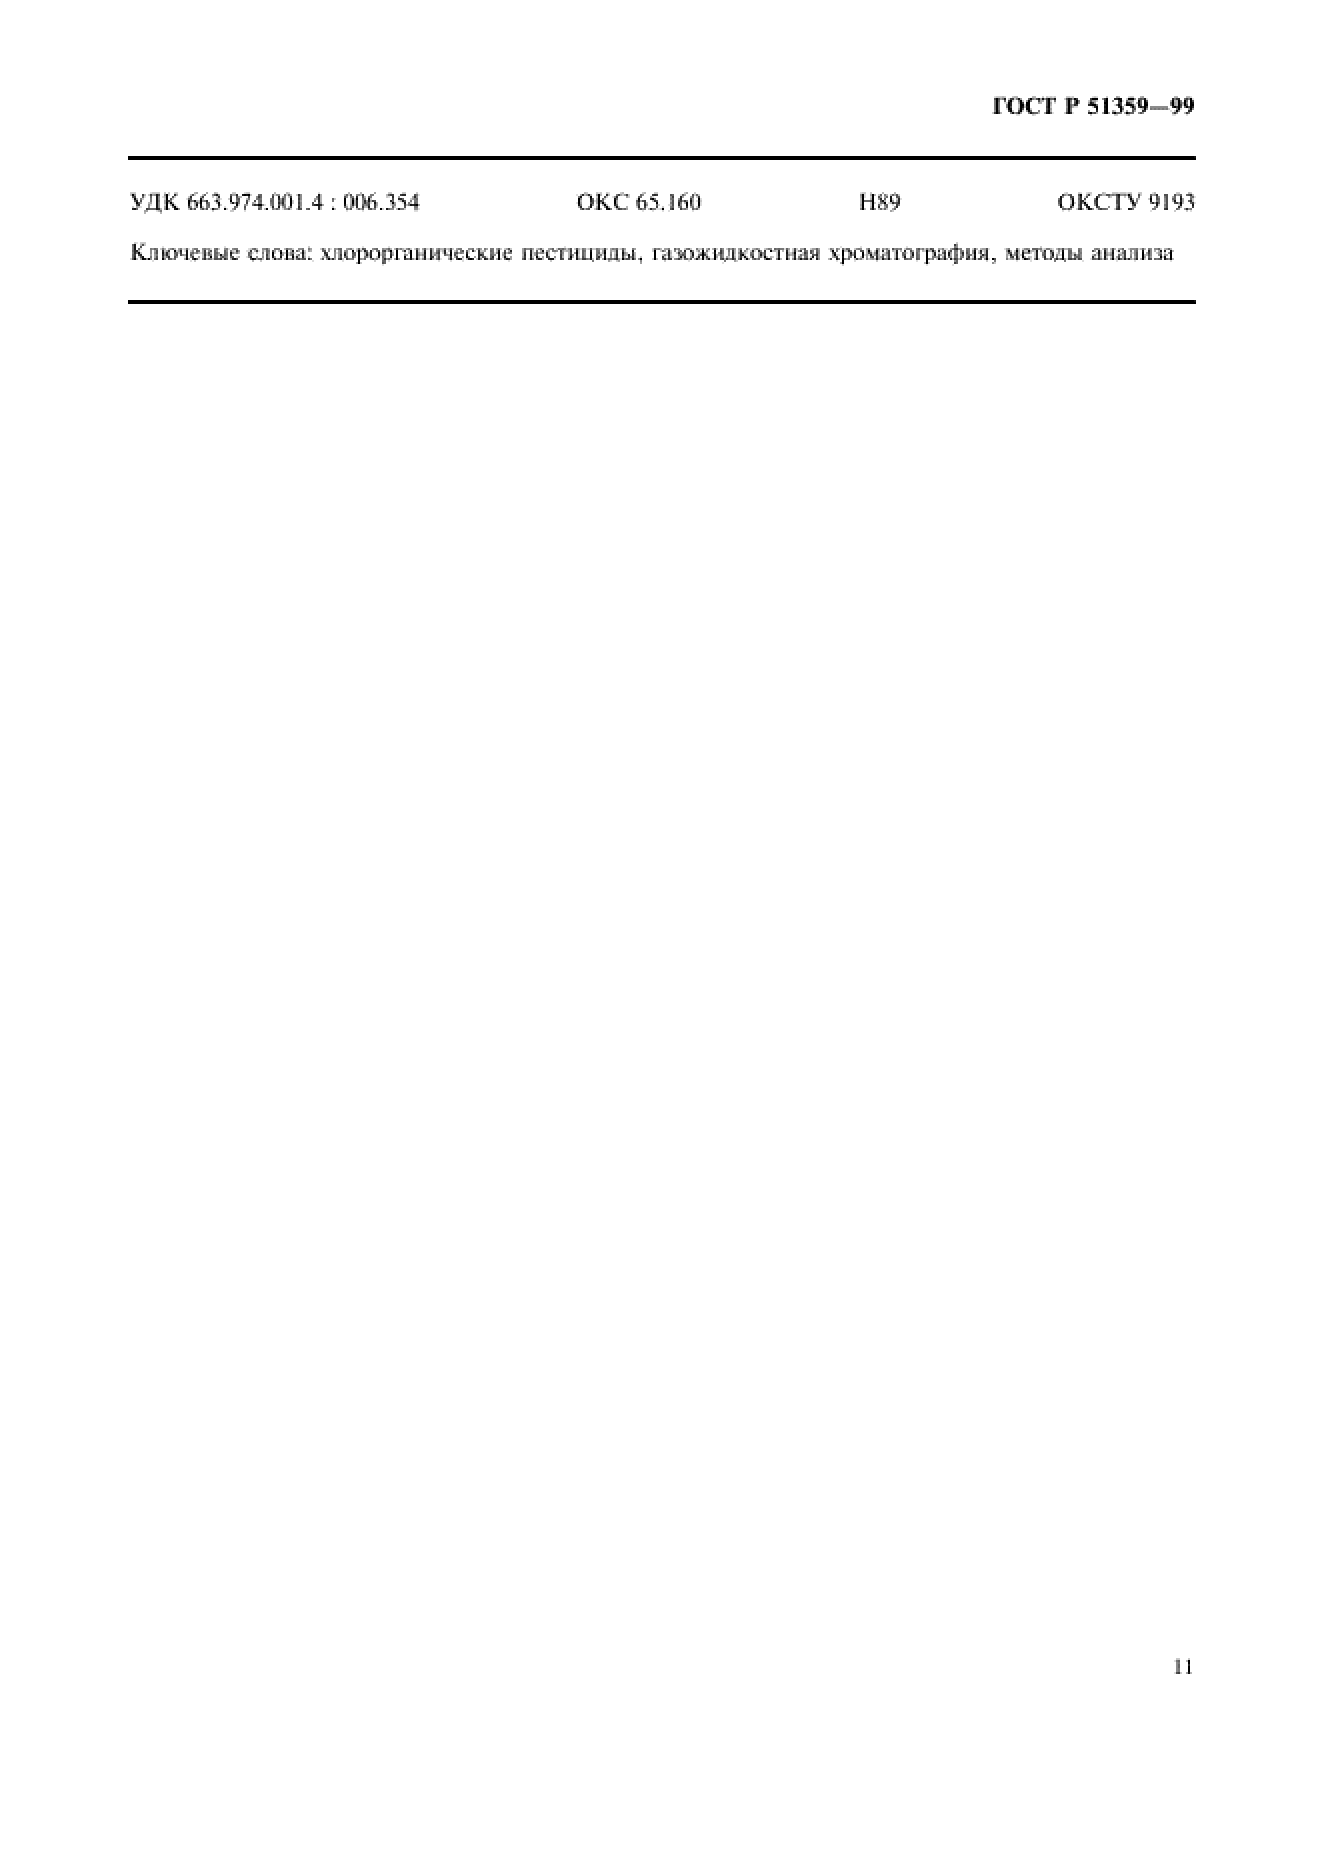 ГОСТ Р 51359—99
УДК 663.974.001.4 : 006.354 ОКС 65.160 Н89 ОКСТУ 9193
Ключевые слова: хлорорганические пестициды, газожидкостная хроматография, методы анализа
11